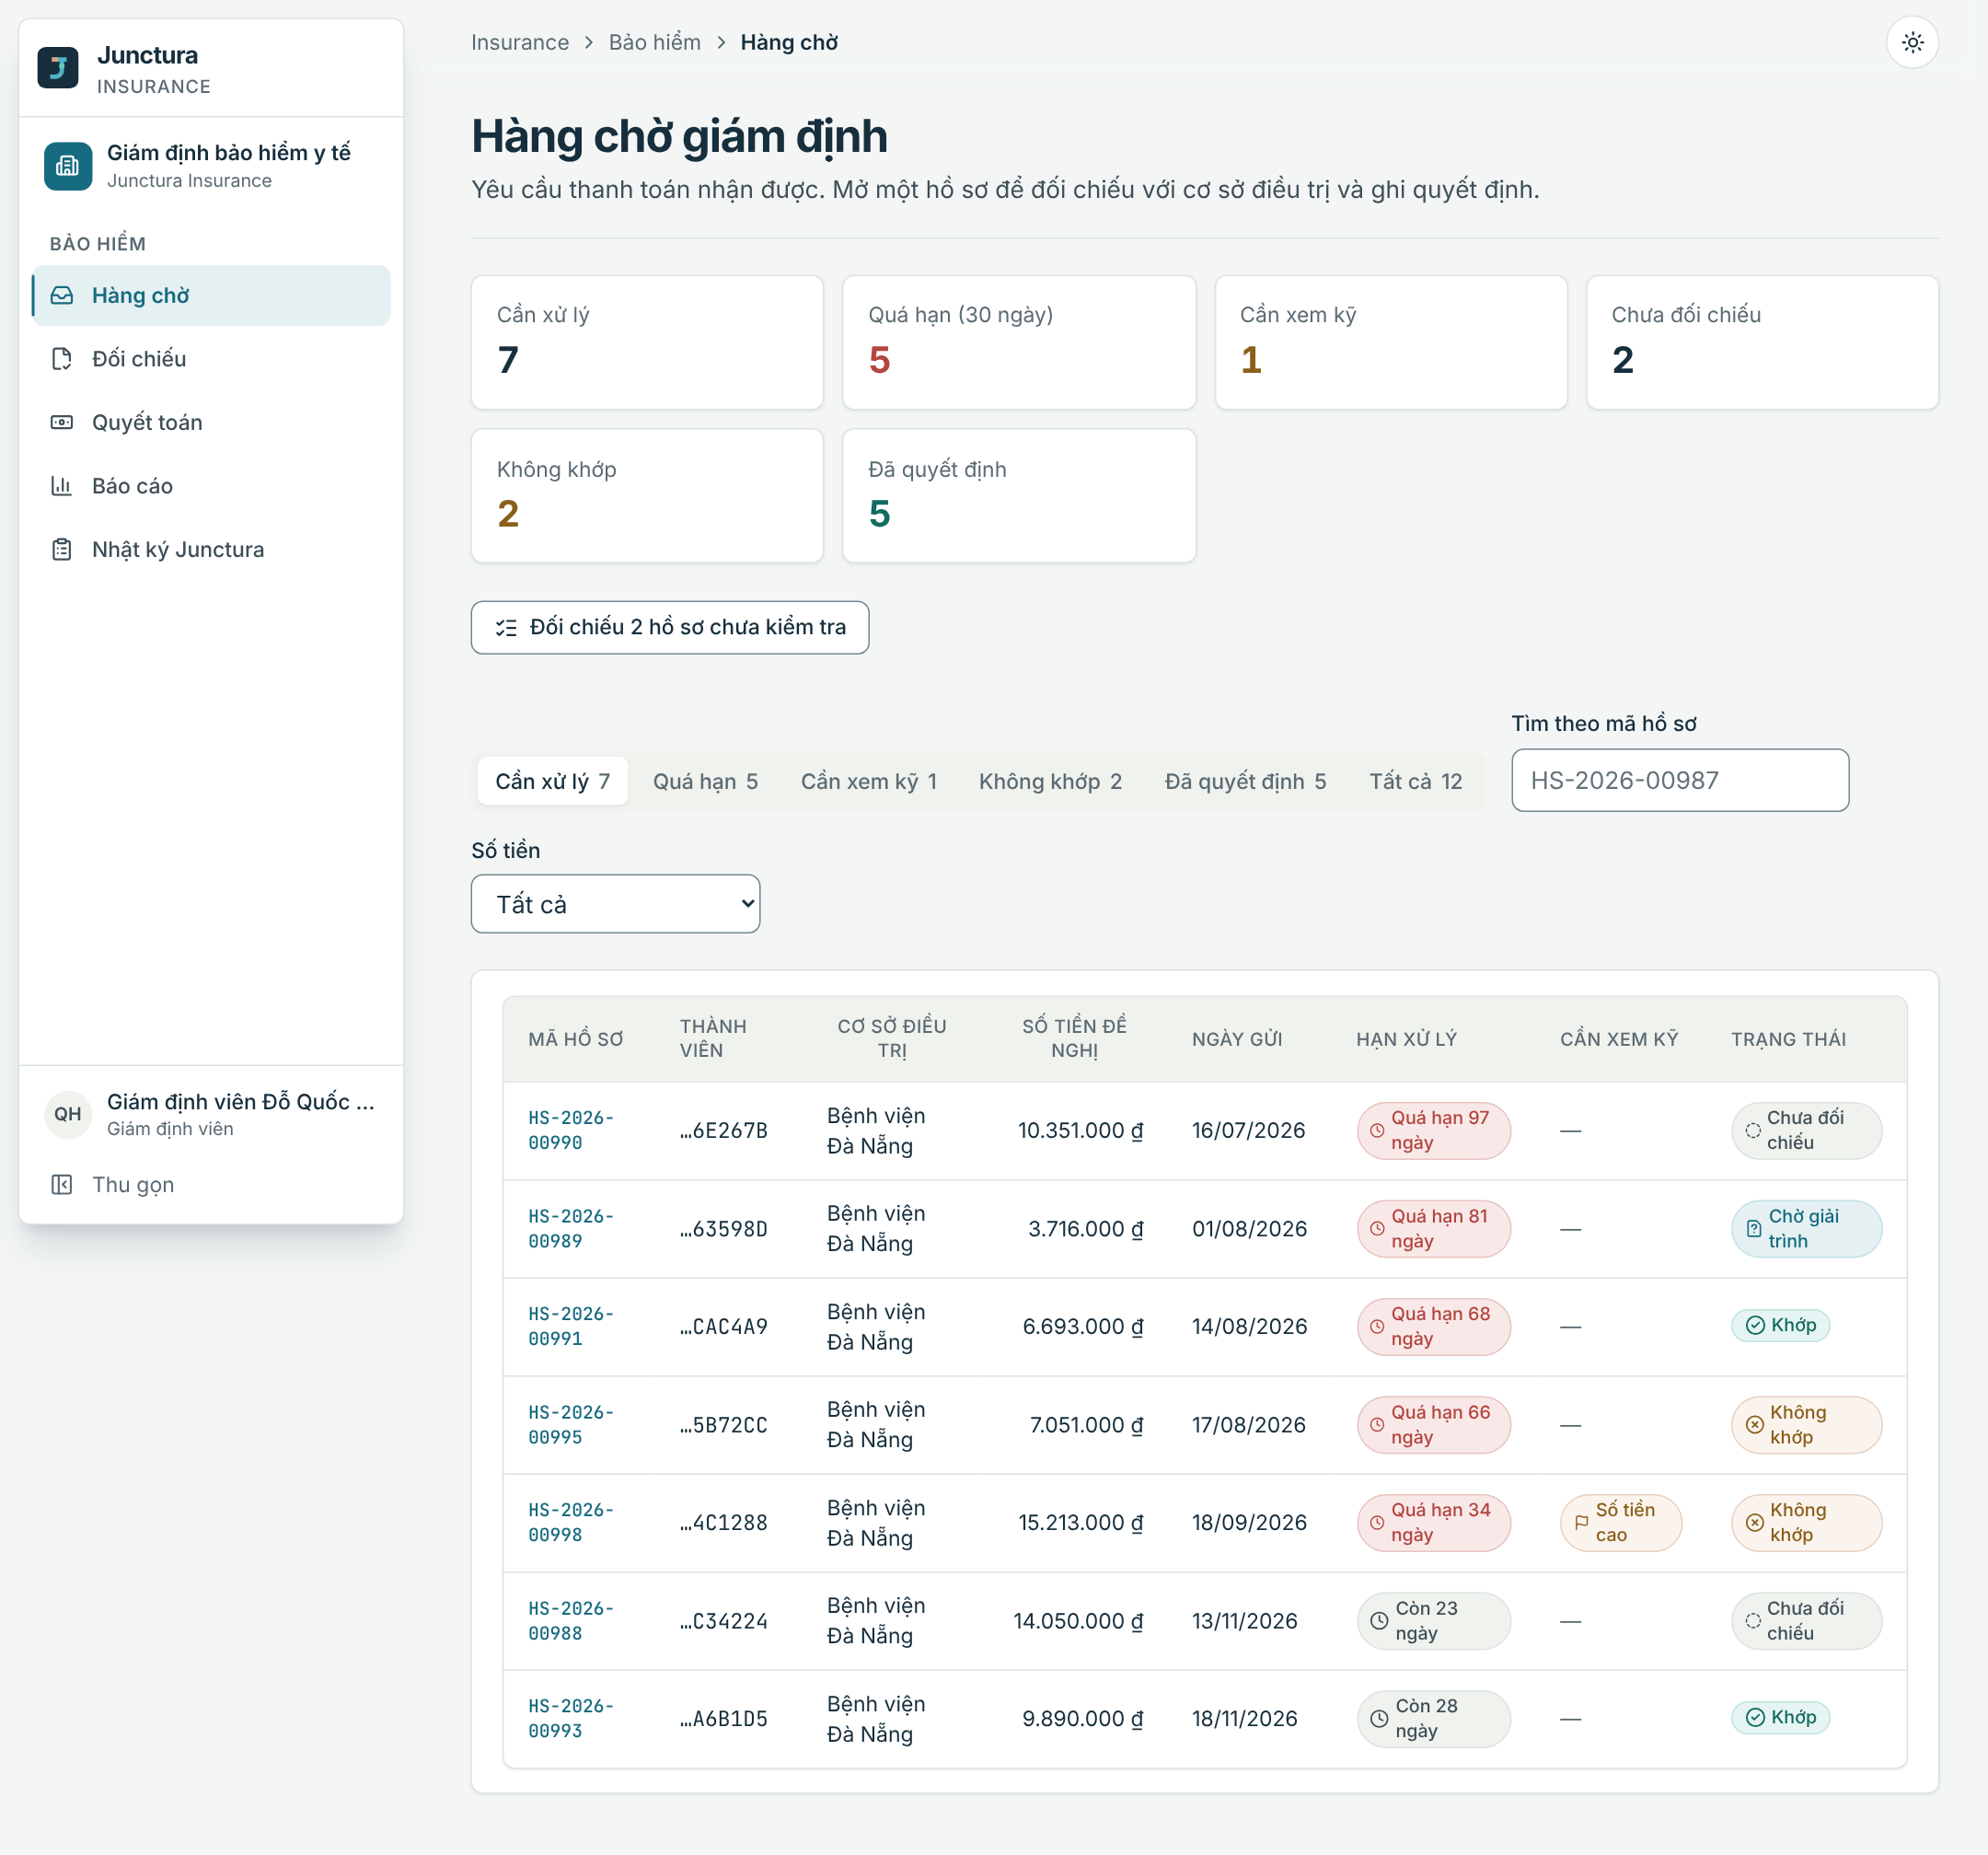 Junctura
INSURANCE
Giám định bảo hiểm y tế
Junctura Insurance
BẢO HIỂM
Hàng chờ
Đối chiếu
Quyết toán
Báo cáo
Nhật ký Junctura
QH
Giám định viên Đỗ Quốc ...
Giám định viên
Thu gọn
Insurance > Bảo hiểm > Hàng chờ
Hàng chờ giám định
Yêu cầu thanh toán nhận được. Mở một hồ sơ để đối chiếu với cơ sở điều trị và ghi quyết định.
Cần xử lý
7
Quá hạn (30 ngày)
5
Cần xem kỹ
1
Chưa đối chiếu
2
Không khớp
2
Đã quyết định
5
Đối chiếu 2 hồ sơ chưa kiểm tra
Cần xử lý 7
Quá hạn 5
Cần xem kỹ 1
Không khớp 2
Đã quyết định 5
Tất cả 12
Tìm theo mã hồ sơ
HS-2026-00987
Số tiền
Tất cả
MÃ HỒ SƠ
THÀNH
VIÊN
CƠ SỞ ĐIỀU
TRỊ
SỐ TIỀN ĐỀ
NGHỊ
NGÀY GỬI
HẠN XỬ LÝ
CẦN XEM KỸ
TRẠNG THÁI
HS-2026-
00990
…6E267B
Bệnh viện
Đà Nẵng
10.351.000 ₫
16/07/2026
Quá hạn 97
ngày
—
Chưa đối
chiếu
HS-2026-
00989
…63598D
Bệnh viện
Đà Nẵng
3.716.000 ₫
01/08/2026
Quá hạn 81
ngày
—
Chờ giải
trình
HS-2026-
00991
…CAC4A9
Bệnh viện
Đà Nẵng
6.693.000 ₫
14/08/2026
Quá hạn 68
ngày
—
Khớp
HS-2026-
00995
…5B72CC
Bệnh viện
Đà Nẵng
7.051.000 ₫
17/08/2026
Quá hạn 66
ngày
—
Không
khớp
HS-2026-
00998
…4C1288
Bệnh viện
Đà Nẵng
15.213.000 ₫
18/09/2026
Quá hạn 34
ngày
Số tiền
cao
Không
khớp
HS-2026-
00988
…C34224
Bệnh viện
Đà Nẵng
14.050.000 ₫
13/11/2026
Còn 23
ngày
—
Chưa đối
chiếu
HS-2026-
00993
…A6B1D5
Bệnh viện
Đà Nẵng
9.890.000 ₫
18/11/2026
Còn 28
ngày
—
Khớp